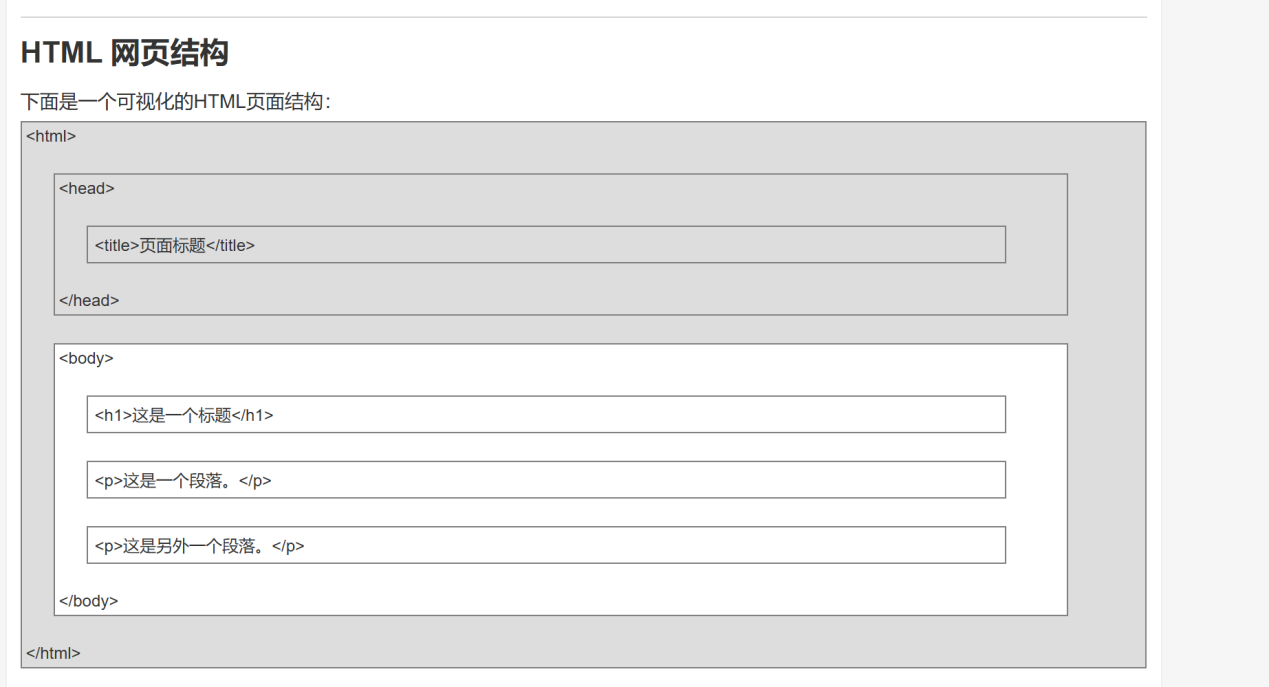 HTML 网页结构
下面是一个可视化的HTML页面结构：
<html>
<head>
<title>页面标题</title>
</head>
<body>
<h1>这是一个标题</h1>
<p>这是一个段落。</p>
<p>这是另外一个段落。</p>
</body>
</html>